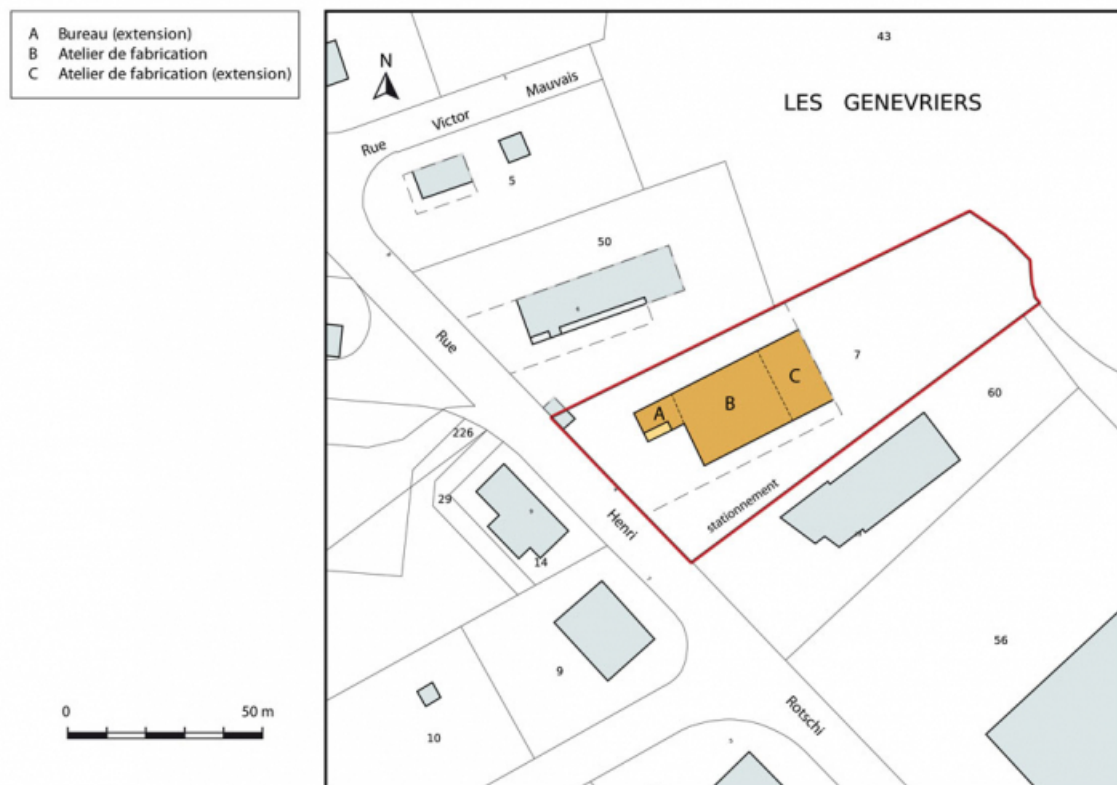 A Bureau (extension)
B Atelier de fabrication
C Atelier de fabrication (extension)
N
43
LES GENEVRIERS
Rue Victor Mauvais
5
50
Rue Henri Rotschi
7
A
B
C
60
226
29
stationnement
14
56
9
10
0 50 m